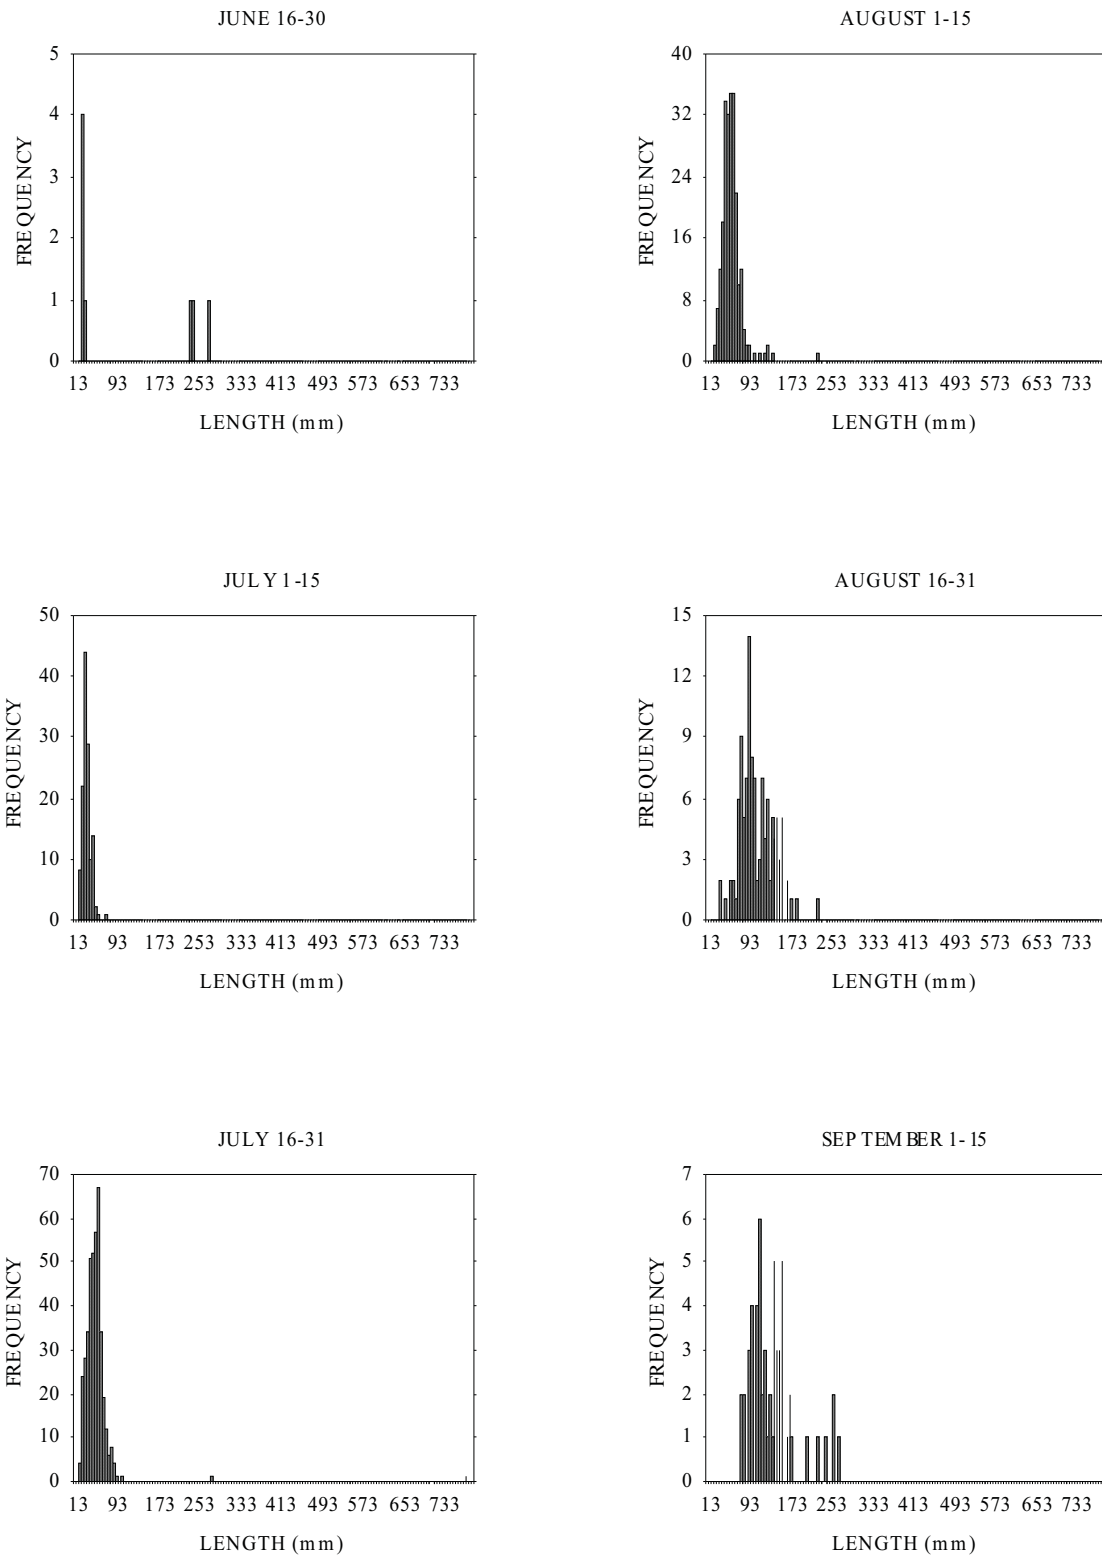 JUNE 16-30
5
4
3
2
1
0
FREQUENCY
13 93 173 253 333 413 493 573 653 733
LENGTH (mm)
AUGUST 1-15
40
32
24
16
8
0
FREQUENCY
13 93 173 253 333 413 493 573 653 733
LENGTH (mm)
JULY 1-15
50
40
30
20
10
0
FREQUENCY
13 93 173 253 333 413 493 573 653 733
LENGTH (mm)
AUGUST 16-31
15
12
9
6
3
0
FREQUENCY
13 93 173 253 333 413 493 573 653 733
LENGTH (mm)
JULY 16-31
70
60
50
40
30
20
10
0
FREQUENCY
13 93 173 253 333 413 493 573 653 733
LENGTH (mm)
SEPTEMBER 1-15
7
6
5
4
3
2
1
0
FREQUENCY
13 93 173 253 333 413 493 573 653 733
LENGTH (mm)